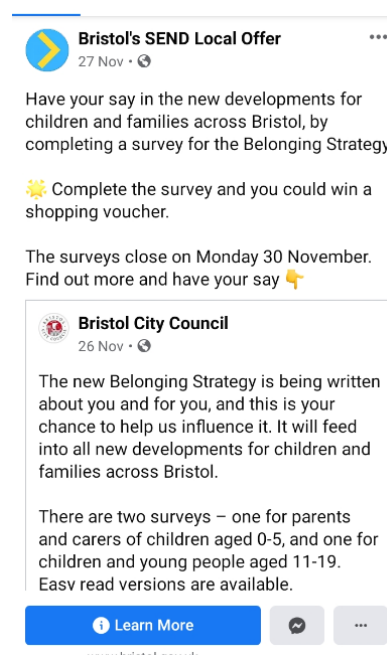 Bristol's SEND Local Offer
27 Nov •
Have your say in the new developments for
children and families across Bristol, by
completing a survey for the Belonging Strategy
🌟 Complete the survey and you could win a
shopping voucher.
The surveys close on Monday 30 November.
Find out more and have your say 👇
Bristol City Council
26 Nov •
The new Belonging Strategy is being written
about you and for you, and this is your
chance to help us influence it. It will feed
into all new developments for children and
families across Bristol.
There are two surveys – one for parents
and carers of children aged 0-5, and one for
children and young people aged 11-19.
Easy read versions are available.
Learn More